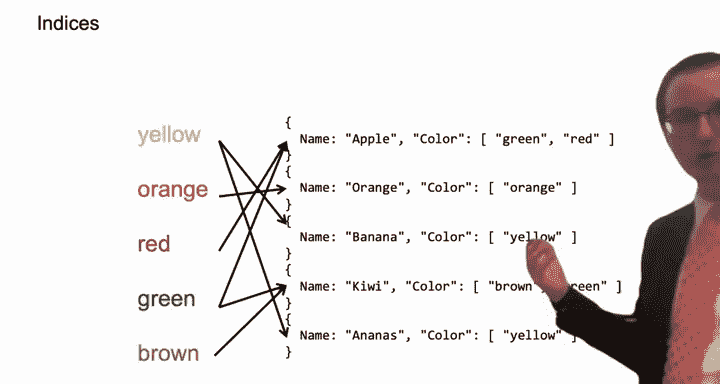 Indices
yellow
orange
red
green
brown
{
Name: "Apple", "Color": [ "green", "red" ]
}
{
Name: "Orange", "Color": [ "orange" ]
}
{
Name: "Banana", "Color": [ "yellow" ]
}
{
Name: "Kiwi", "Color": [ "brown", reen" ]
}
{
Name: "Ananas", "Color": [ "yellow" ]
}